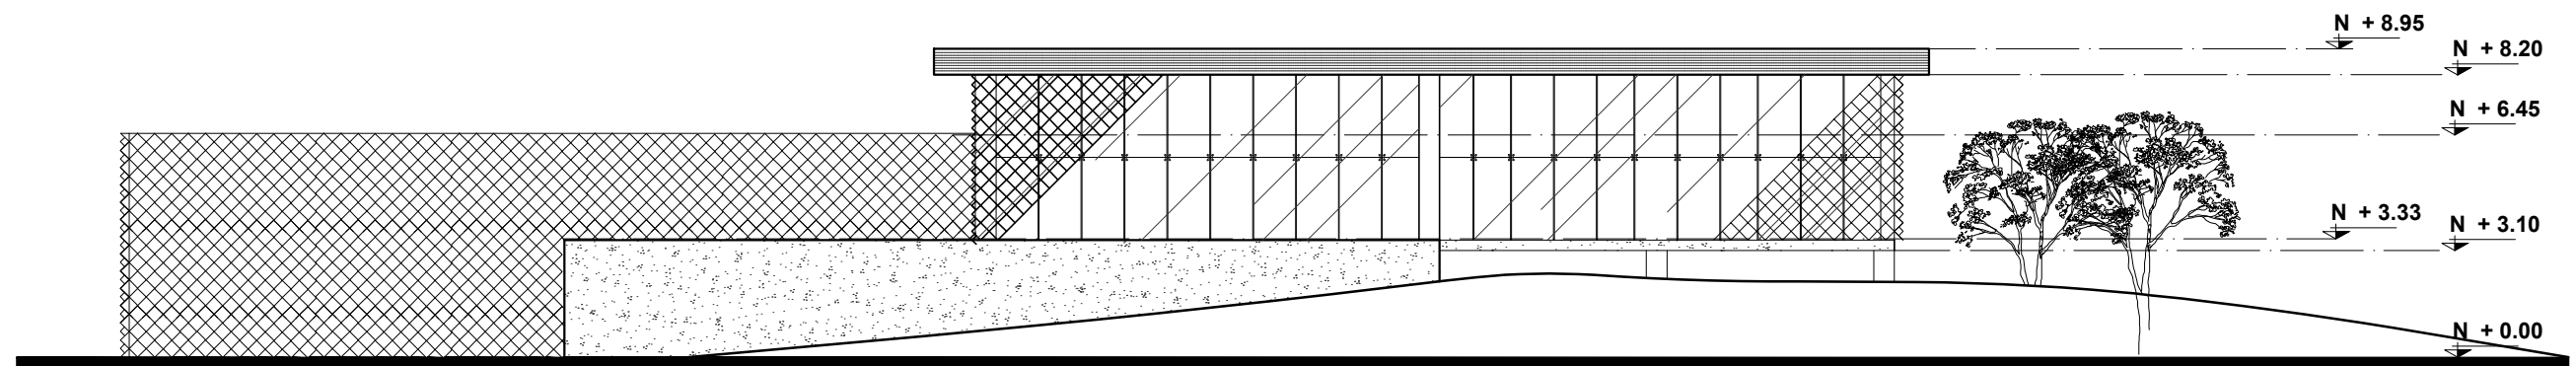 N + 8.95
N + 8.20
N + 6.45
N + 3.33
N + 3.10
N + 0.00